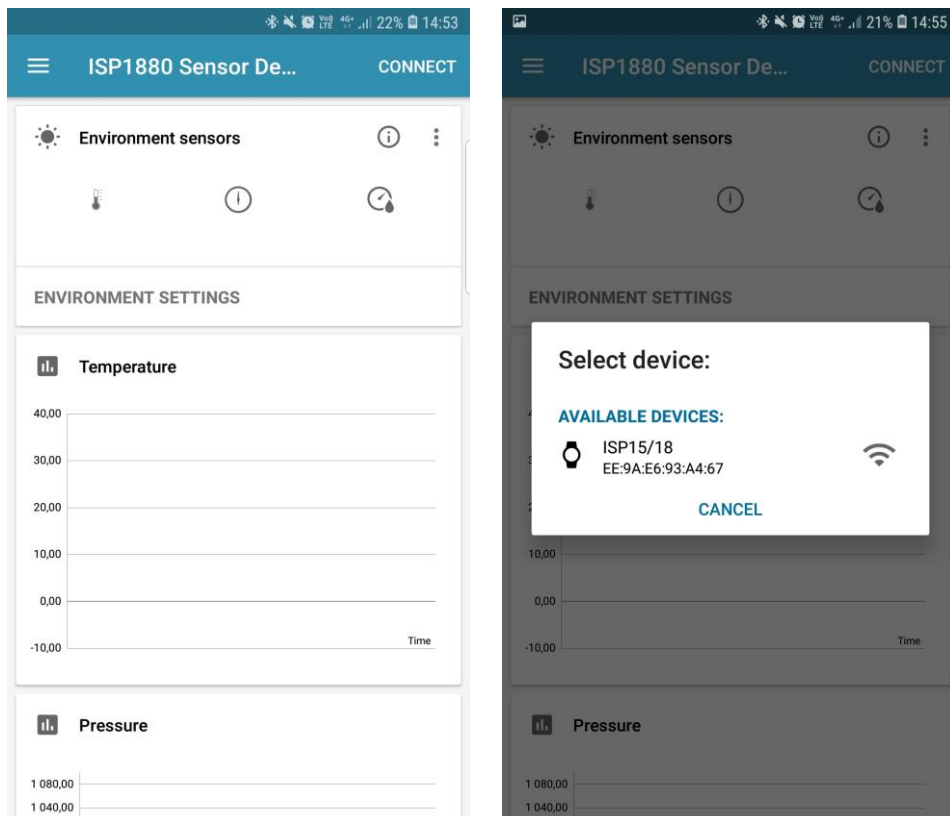 22% 14:53
ISP1880 Sensor De... CONNECT
Environment sensors
ENVIRONMENT SETTINGS
Temperature
40,00
30,00
20,00
10,00
0,00
-10,00
Time
Pressure
1 080,00
1 040,00
21% 14:55
ISP1880 Sensor De... CONNECT
Environment sensors
ENVIRONMENT SETTINGS
Select device:
AVAILABLE DEVICES:
ISP15/18
EE:9A:E6:93:A4:67
CANCEL
10,00
0,00
-10,00
Time
Pressure
1 080,00
1 040,00